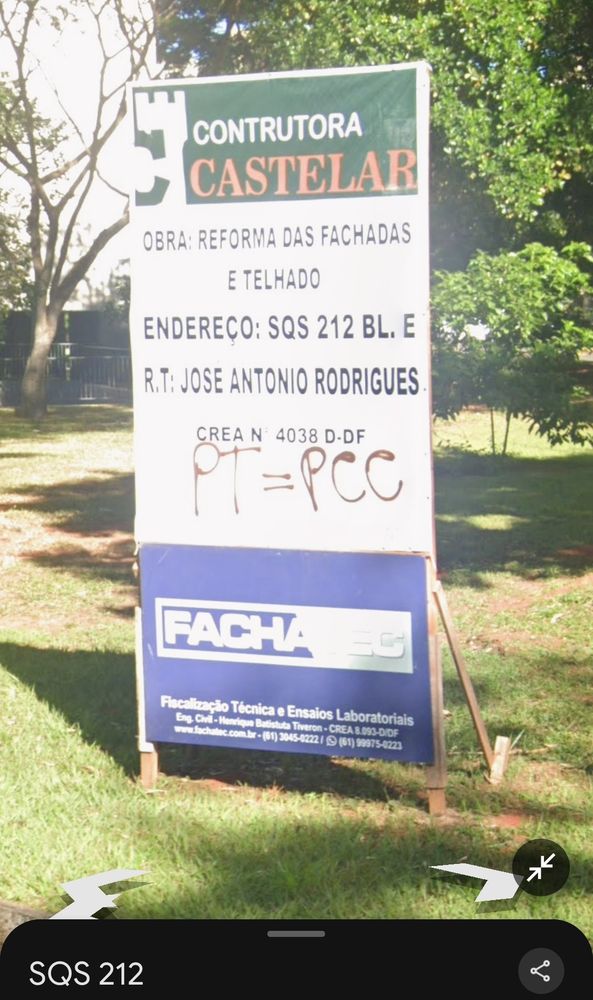 CONTRUTORA
CASTELAR
OBRA: REFORMA DAS FACHADAS
E TELHADO
ENDEREÇO: SQS 212 BL. E
R.T: JOSE ANTONIO RODRIGUES
CREA Nº 4038 D-DF
PT=PCC
FACHATEC
Fiscalização Técnica e Ensaios Laboratoriais
Eng. Civil - Henrique Batistuta Tiveron - CREA 8.093-D/DF
www.fachatec.com.br - (61) 3045-0222 / (61) 99975-0223
SQS 212